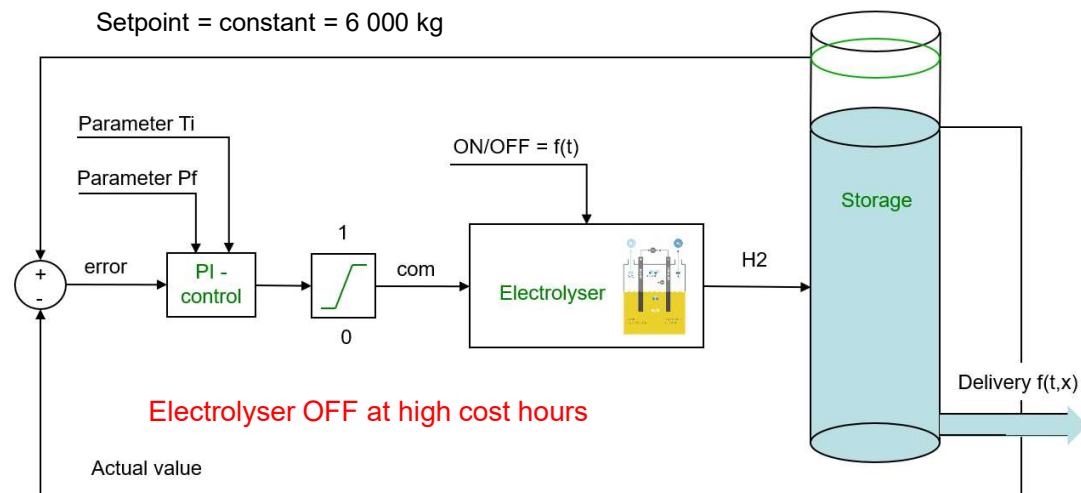 Setpoint = constant = 6 000 kg
Parameter Ti
Parameter Pf
ON/OFF = f(t)
Storage
1
error
PI -
control
com
Electrolyser
H2
+
-
0
Delivery f(t,x)
Electrolyser OFF at high cost hours
Actual value